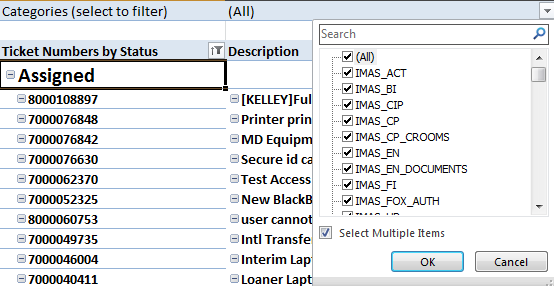 Categories (select to filter) (All)
Search
Ticket Numbers by Status Description
(All)
Assigned
IMAS_ACT
8000108897 [KELLEY]Ful
IMAS_BI
7000076848 Printer prin
IMAS_CIP
7000076842 MD Equipm
IMAS_CP
7000076630 Secure id ca
IMAS_CP_CROOMS
7000062370 Test Access
IMAS_EN
7000052325 New BlackB
IMAS_EN_DOCUMENTS
8000060753 user cannot
IMAS_FI
7000049735 Intl Transfe
IMAS_FOX_AUTH
7000046004 Interim Lapt
Select Multiple Items
7000040411 Loaner Lapt
OK Cancel